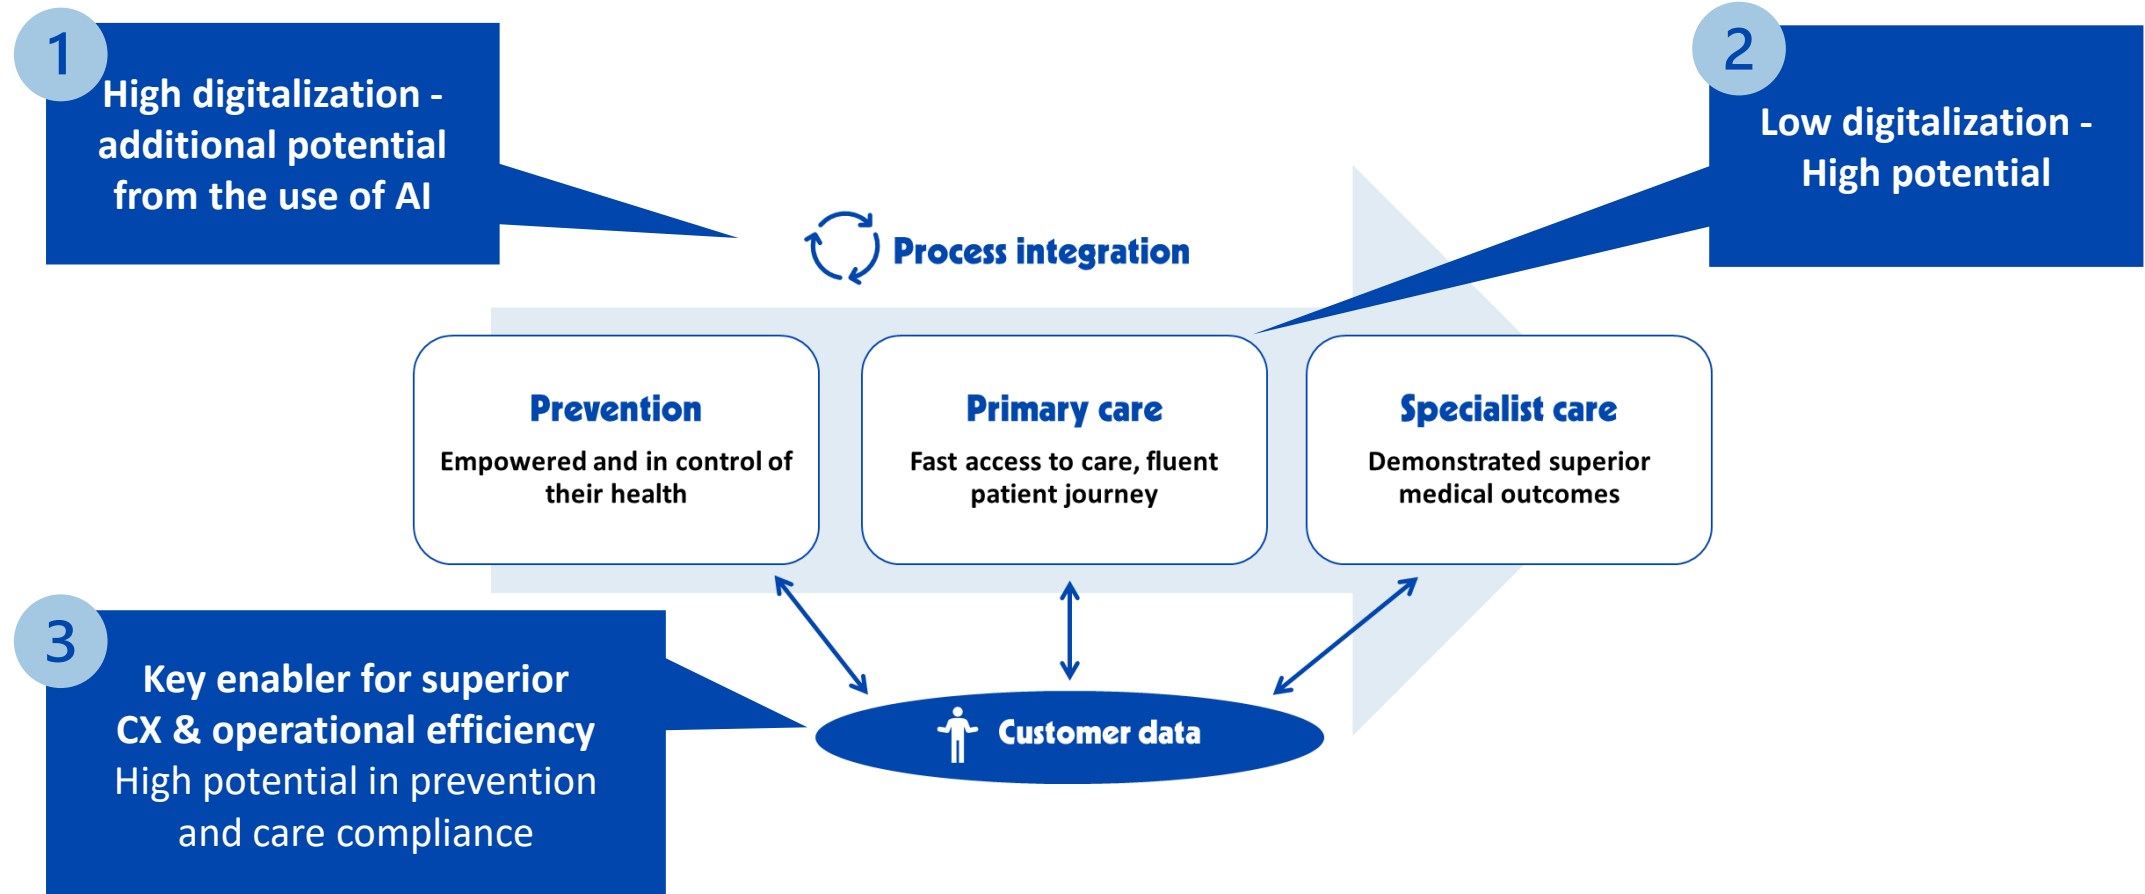 1
High digitalization -
additional potential
from the use of AI
2
Low digitalization -
High potential
Process integration
Prevention
Empowered and in control of
their health
Primary care
Fast access to care, fluent
patient journey
Specialist care
Demonstrated superior
medical outcomes
3
Key enabler for superior
CX & operational efficiency
High potential in prevention
and care compliance
Customer data